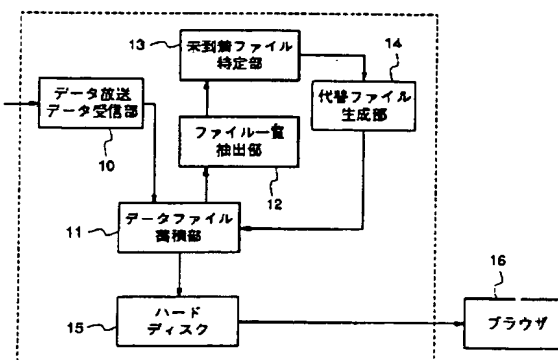 13
未到着ファイル
特定部
14
代替ファイル
生成部
データ放送
データ受信部
10
ファイル一覧
抽出部
12
11
データファイル
蓄積部
16
15
ハード
ディスク
ブラウザ